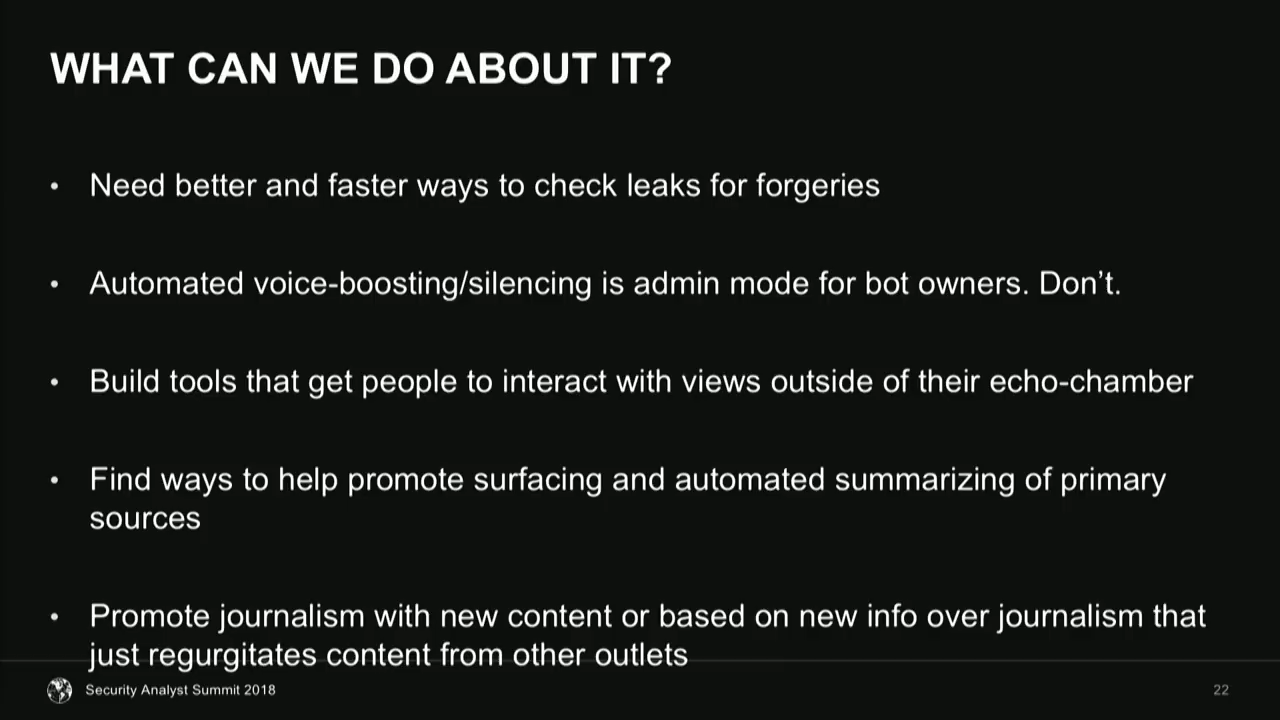 WHAT CAN WE DO ABOUT IT?
• Need better and faster ways to check leaks for forgeries
• Automated voice-boosting/silencing is admin mode for bot owners. Don’t.
• Build tools that get people to interact with views outside of their echo-chamber
• Find ways to help promote surfacing and automated summarizing of primary
sources
• Promote journalism with new content or based on new info over journalism that
just regurgitates content from other outlets
Security Analyst Summit 2018
22